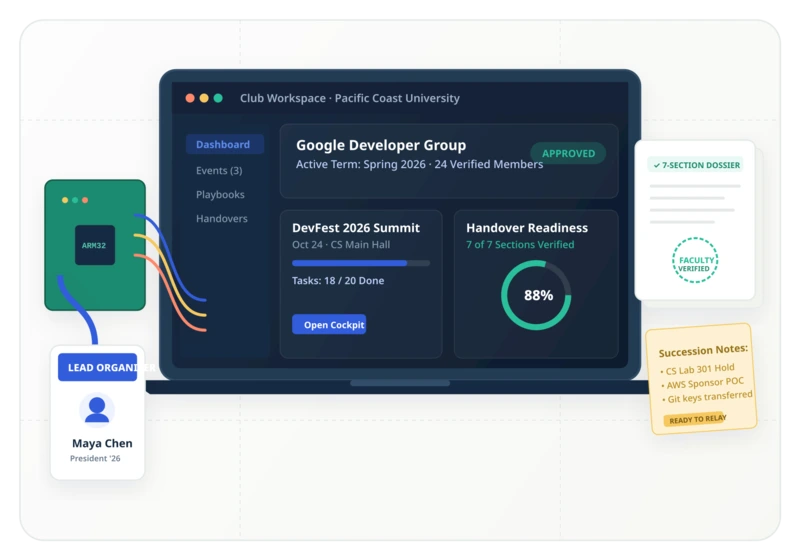 Club Workspace · Pacific Coast University
Dashboard
Events (3)
Playbooks
Handovers
Google Developer Group
Active Term: Spring 2026 · 24 Verified Members
APPROVED
DevFest 2026 Summit
Oct 24 · CS Main Hall
Tasks: 18 / 20 Done
Open Cockpit
Handover Readiness
7 of 7 Sections Verified
88%
ARM32
LEAD ORGANIZER
Maya Chen
President '26
✓ 7-SECTION DOSSIER
FACULTY
VERIFIED
Succession Notes:
• CS Lab 301 Hold
• AWS Sponsor POC
• Git keys transferred
READY TO RELAY